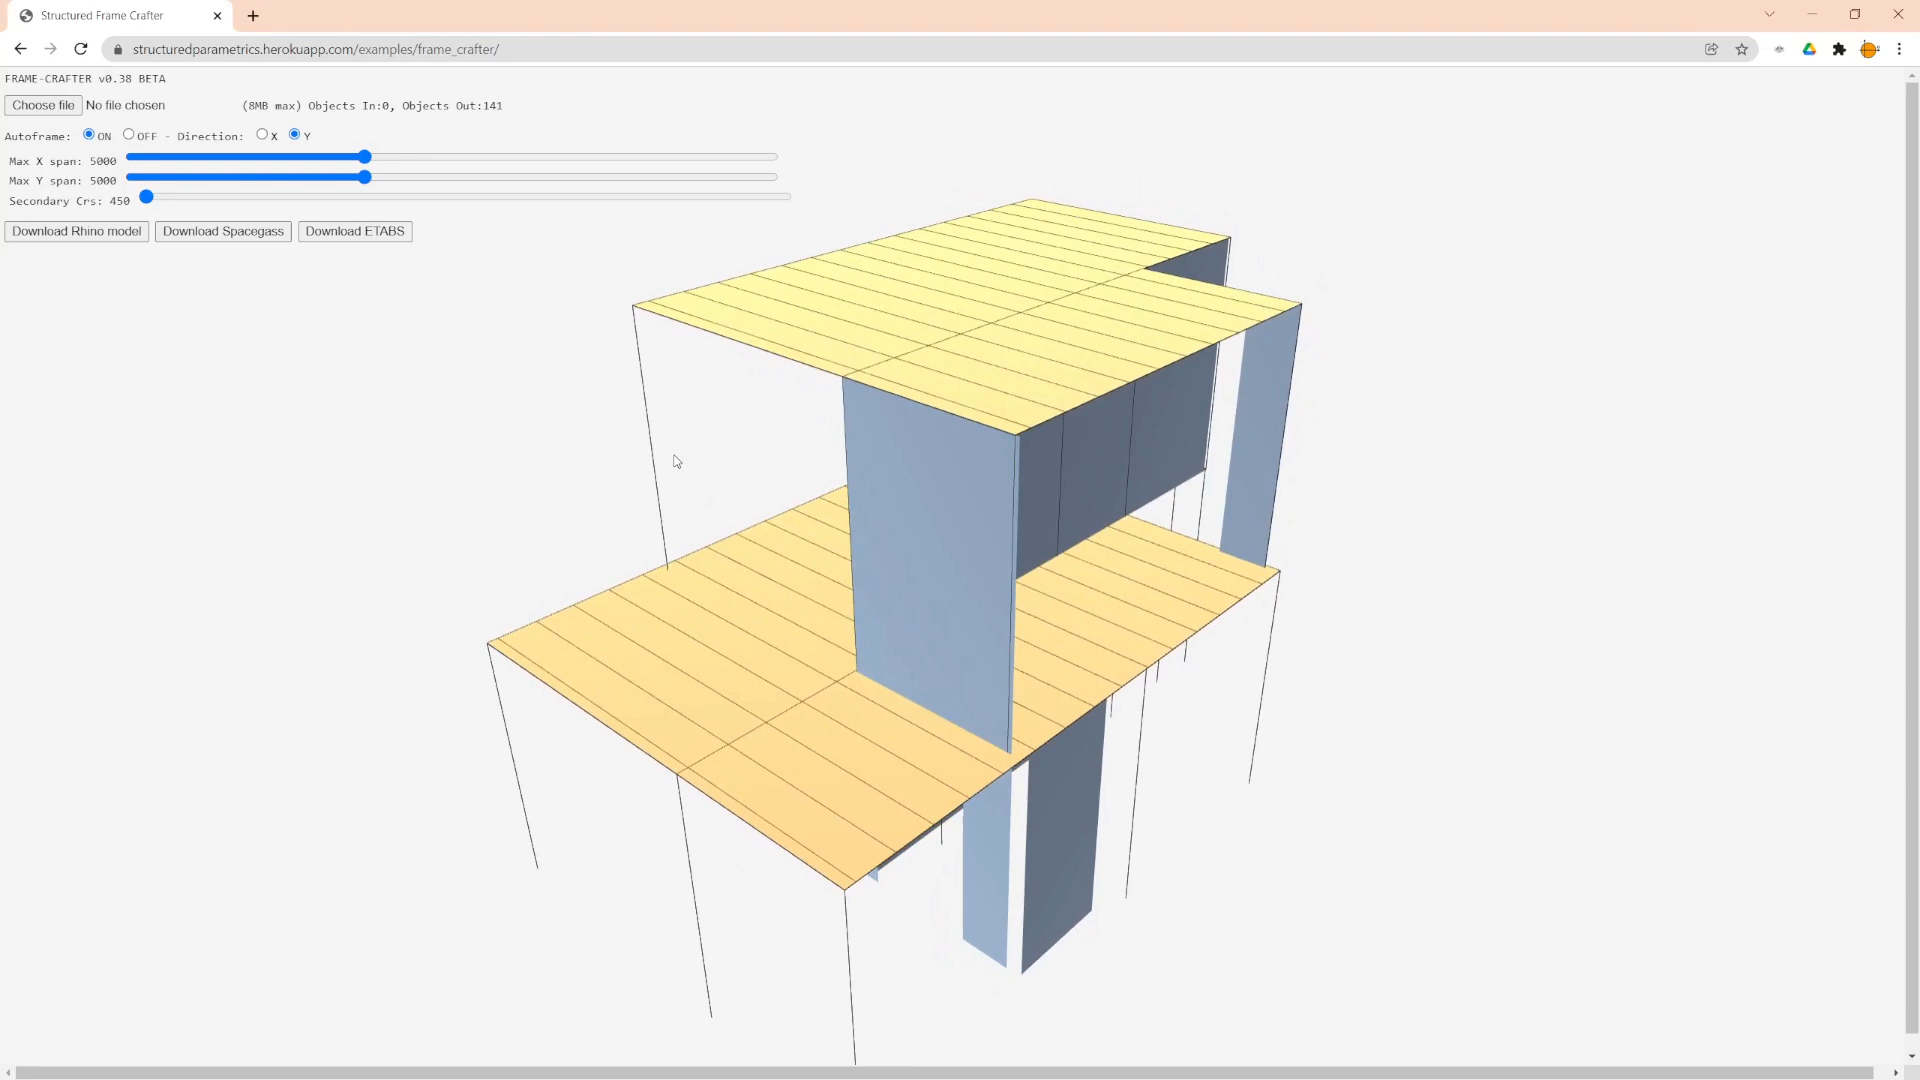 Structured Frame Crafter
structuredparametrics.herokuapp.com/examples/frame_crafter/
FRAME-CRAFTER v0.38 BETA
Choose file No file chosen (8MB max) Objects In:0, Objects Out:141
Autoframe: ON OFF - Direction: X Y
Max X span: 5000
Max Y span: 5000
Secondary Crs: 450
Download Rhino model Download Spacegass Download ETABS